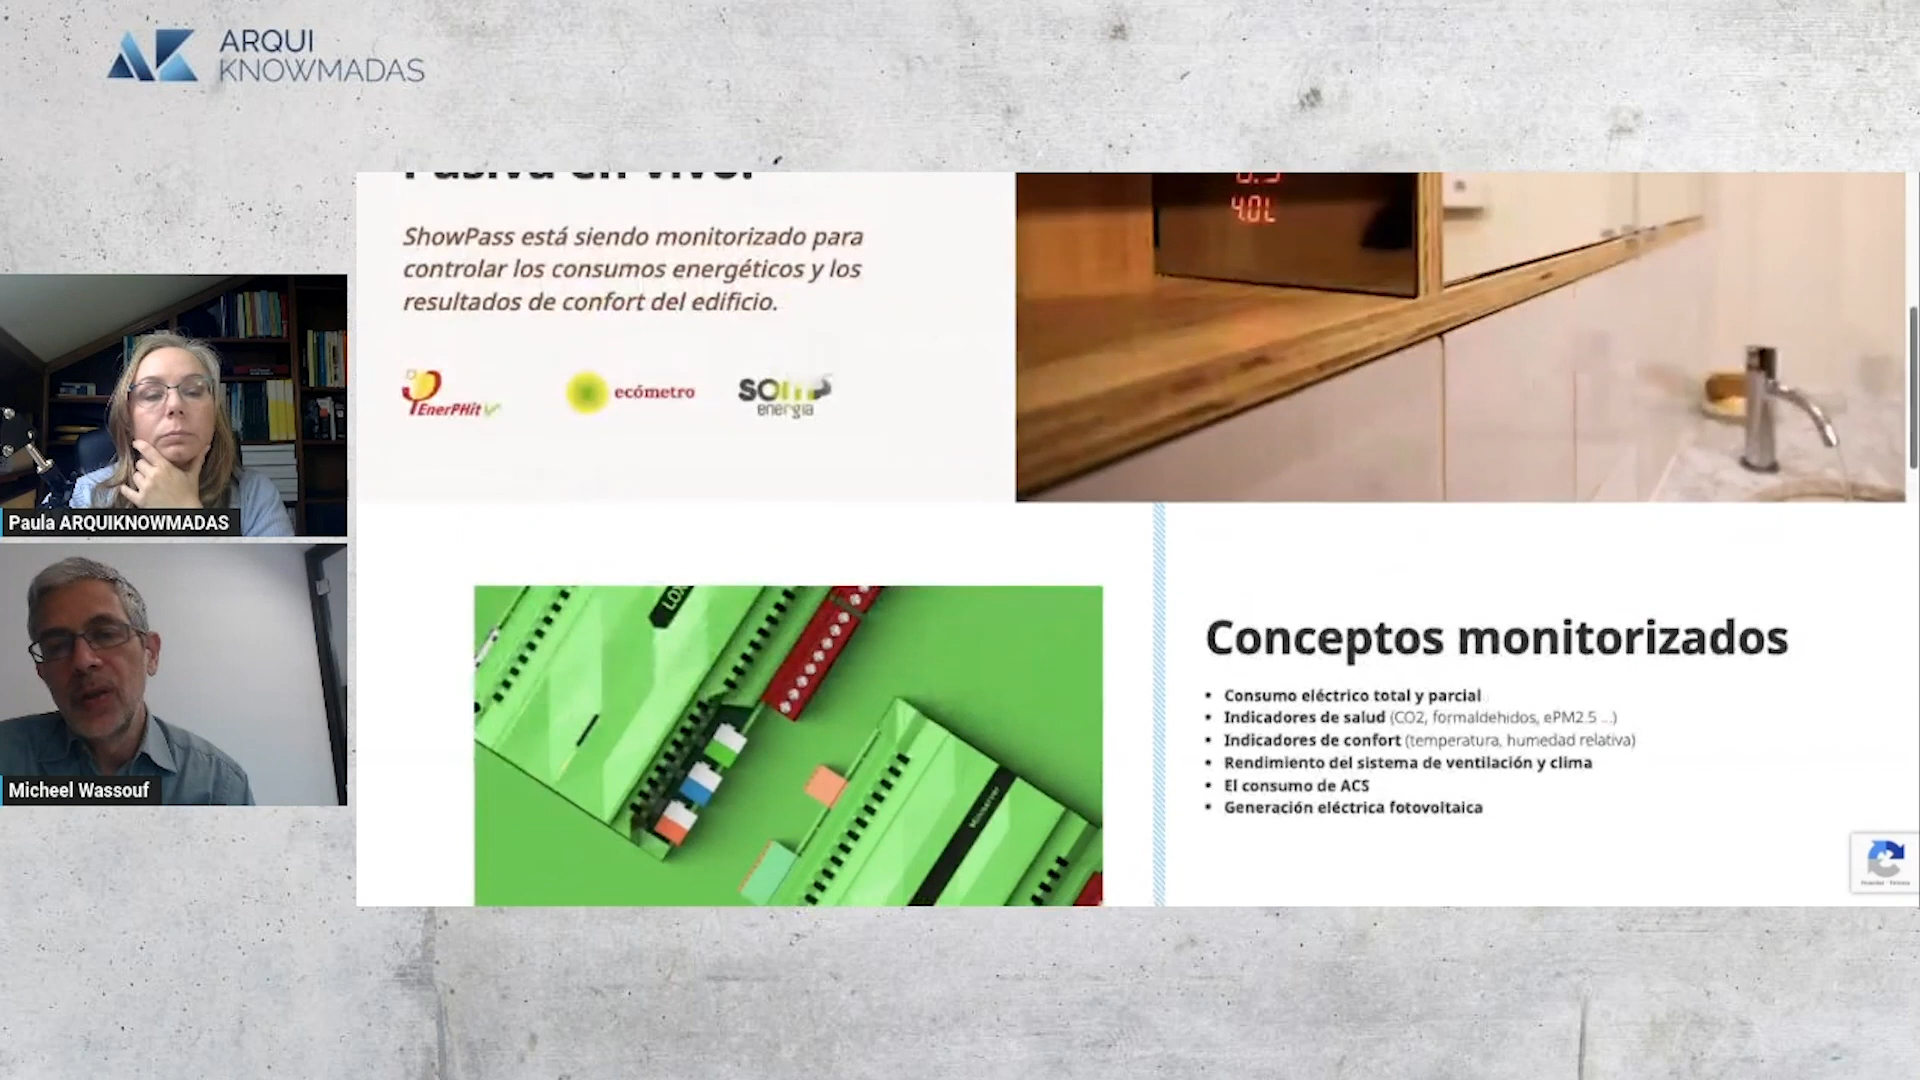 ARQUI
KNOWMADAS
ShowPass está siendo monitorizado para
controlar los consumos energéticos y los
resultados de confort del edificio.
EnerPHit
ecómetro
som
energia
4.0L
Paula ARQUIKNOWMADAS
Micheel Wassouf
Miniserver
Conceptos monitorizados
• Consumo eléctrico total y parcial
• Indicadores de salud (CO2, formaldehidos, ePM2.5 ...)
• Indicadores de confort (temperatura, humedad relativa)
• Rendimiento del sistema de ventilación y clima
• El consumo de ACS
• Generación eléctrica fotovoltaica